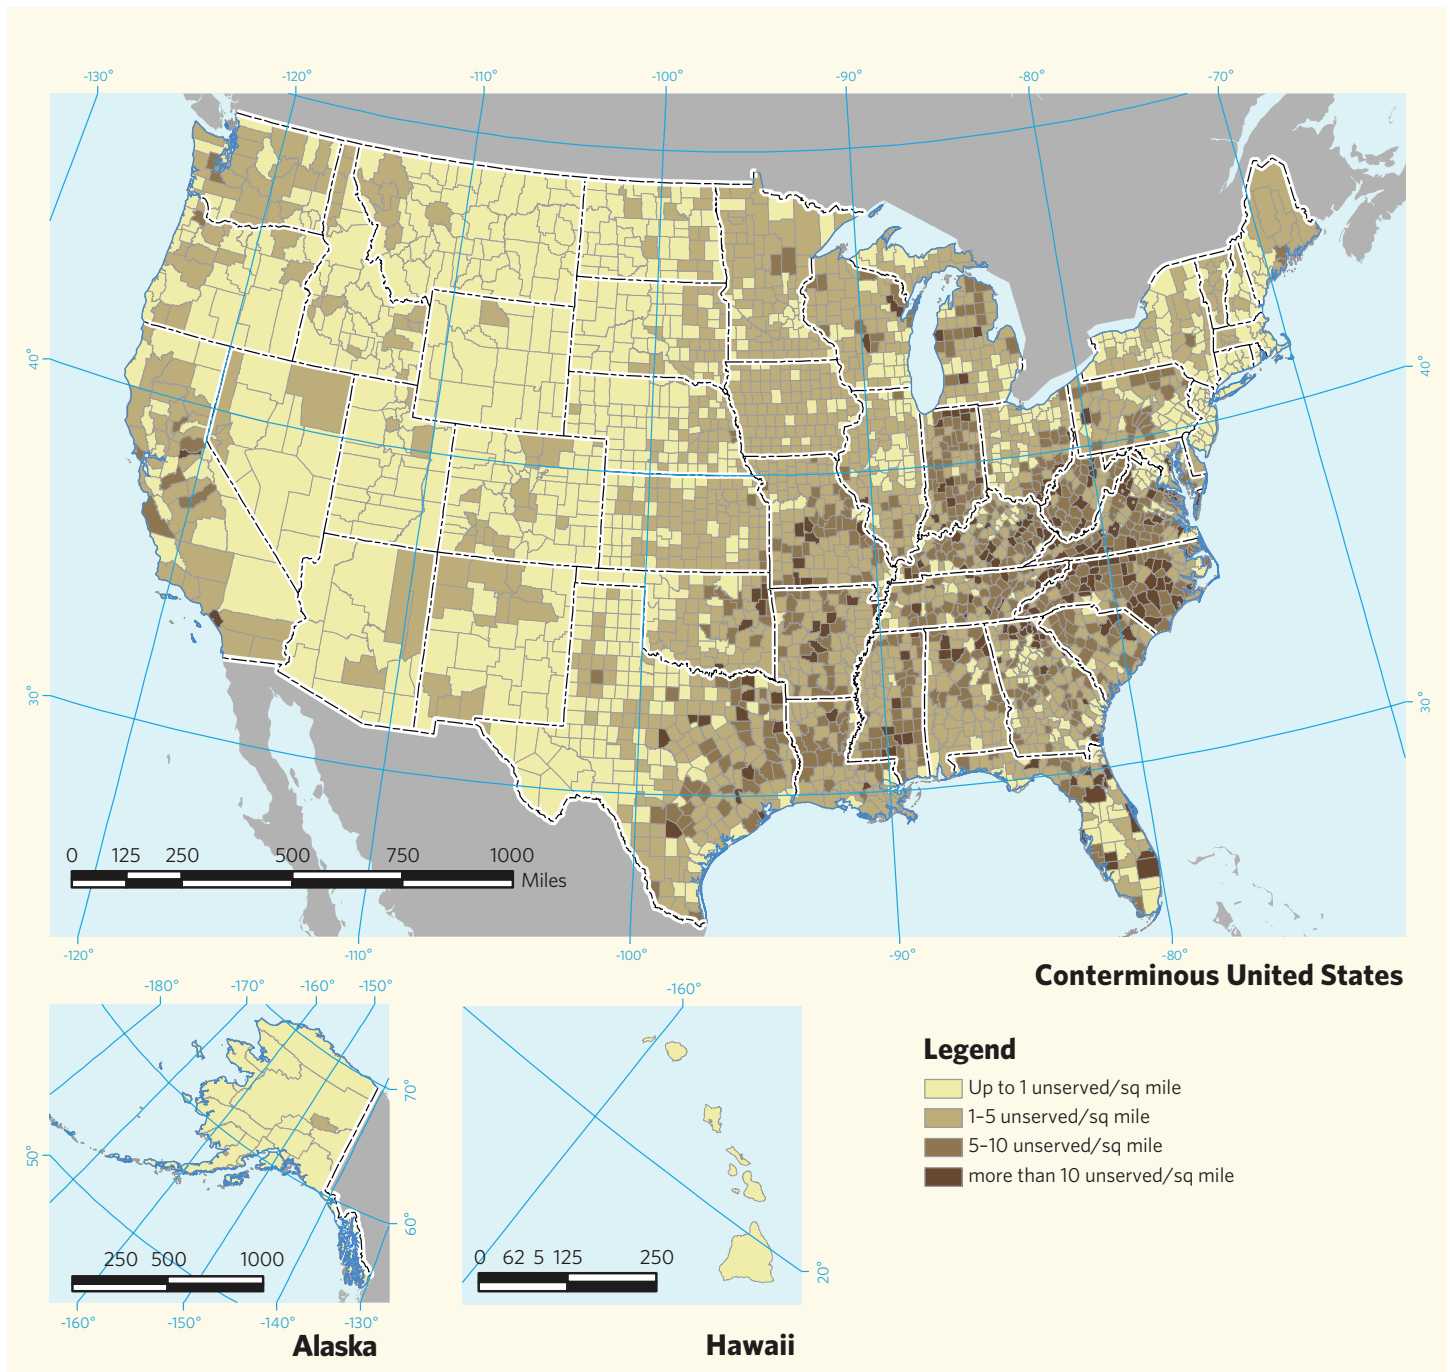 -130° -120° -110° -100° -90° -80° -70°
40°
40°
30°
30°
0 125 250 500 750 1000
Miles
-120° -110° -100° -90° -80°
Conterminous United States
-180° -170° -160° -150°
-160°
70°
50°
60°
250 500 1000
-160° -150° -140° -130°
Alaska
0 62 5 125 250
20°
Hawaii
Legend
Up to 1 unserved/sq mile
1–5 unserved/sq mile
5–10 unserved/sq mile
more than 10 unserved/sq mile